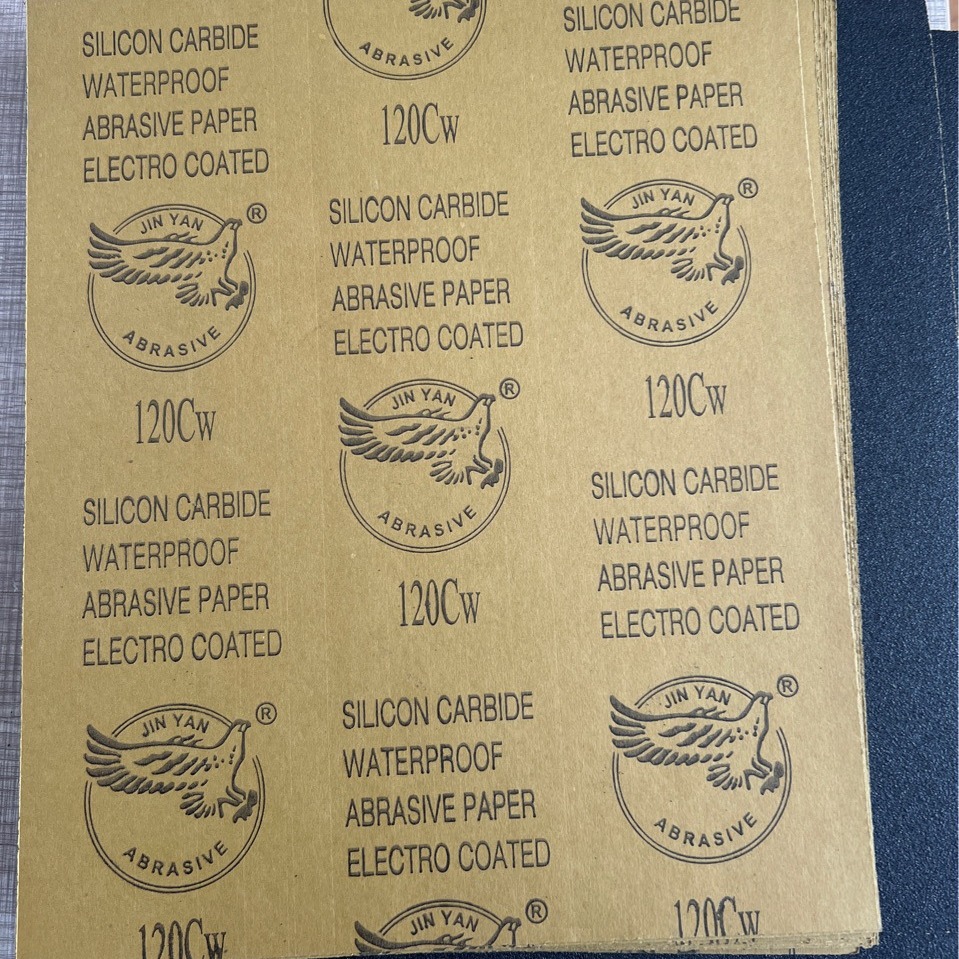 SILICON CARBIDE
WATERPROOF
ABRASIVE PAPER
ELECTRO COATED
JIN YAN
®
ABRASIVE
120Cw
SILICON CARBIDE
WATERPROOF
ABRASIVE PAPER
ELECTRO COATED
JIN YAN
®
ABRASIVE
120Cw
ABRASIVE
120Cw
SILICON CARBIDE
WATERPROOF
ABRASIVE PAPER
ELECTRO COATED
JIN YAN
®
ABRASIVE
120Cw
SILICON CARBIDE
WATERPROOF
ABRASIVE PAPER
ELECTRO COATED
JIN YAN
®
SILICON CARBIDE
WATERPROOF
ABRASIVE PAPER
ELECTRO COATED
JIN YAN
®
ABRASIVE
120Cw
SILICON CARBIDE
WATERPROOF
ABRASIVE PAPER
ELECTRO COATED
JIN YAN
®
ABRASIVE
120Cw